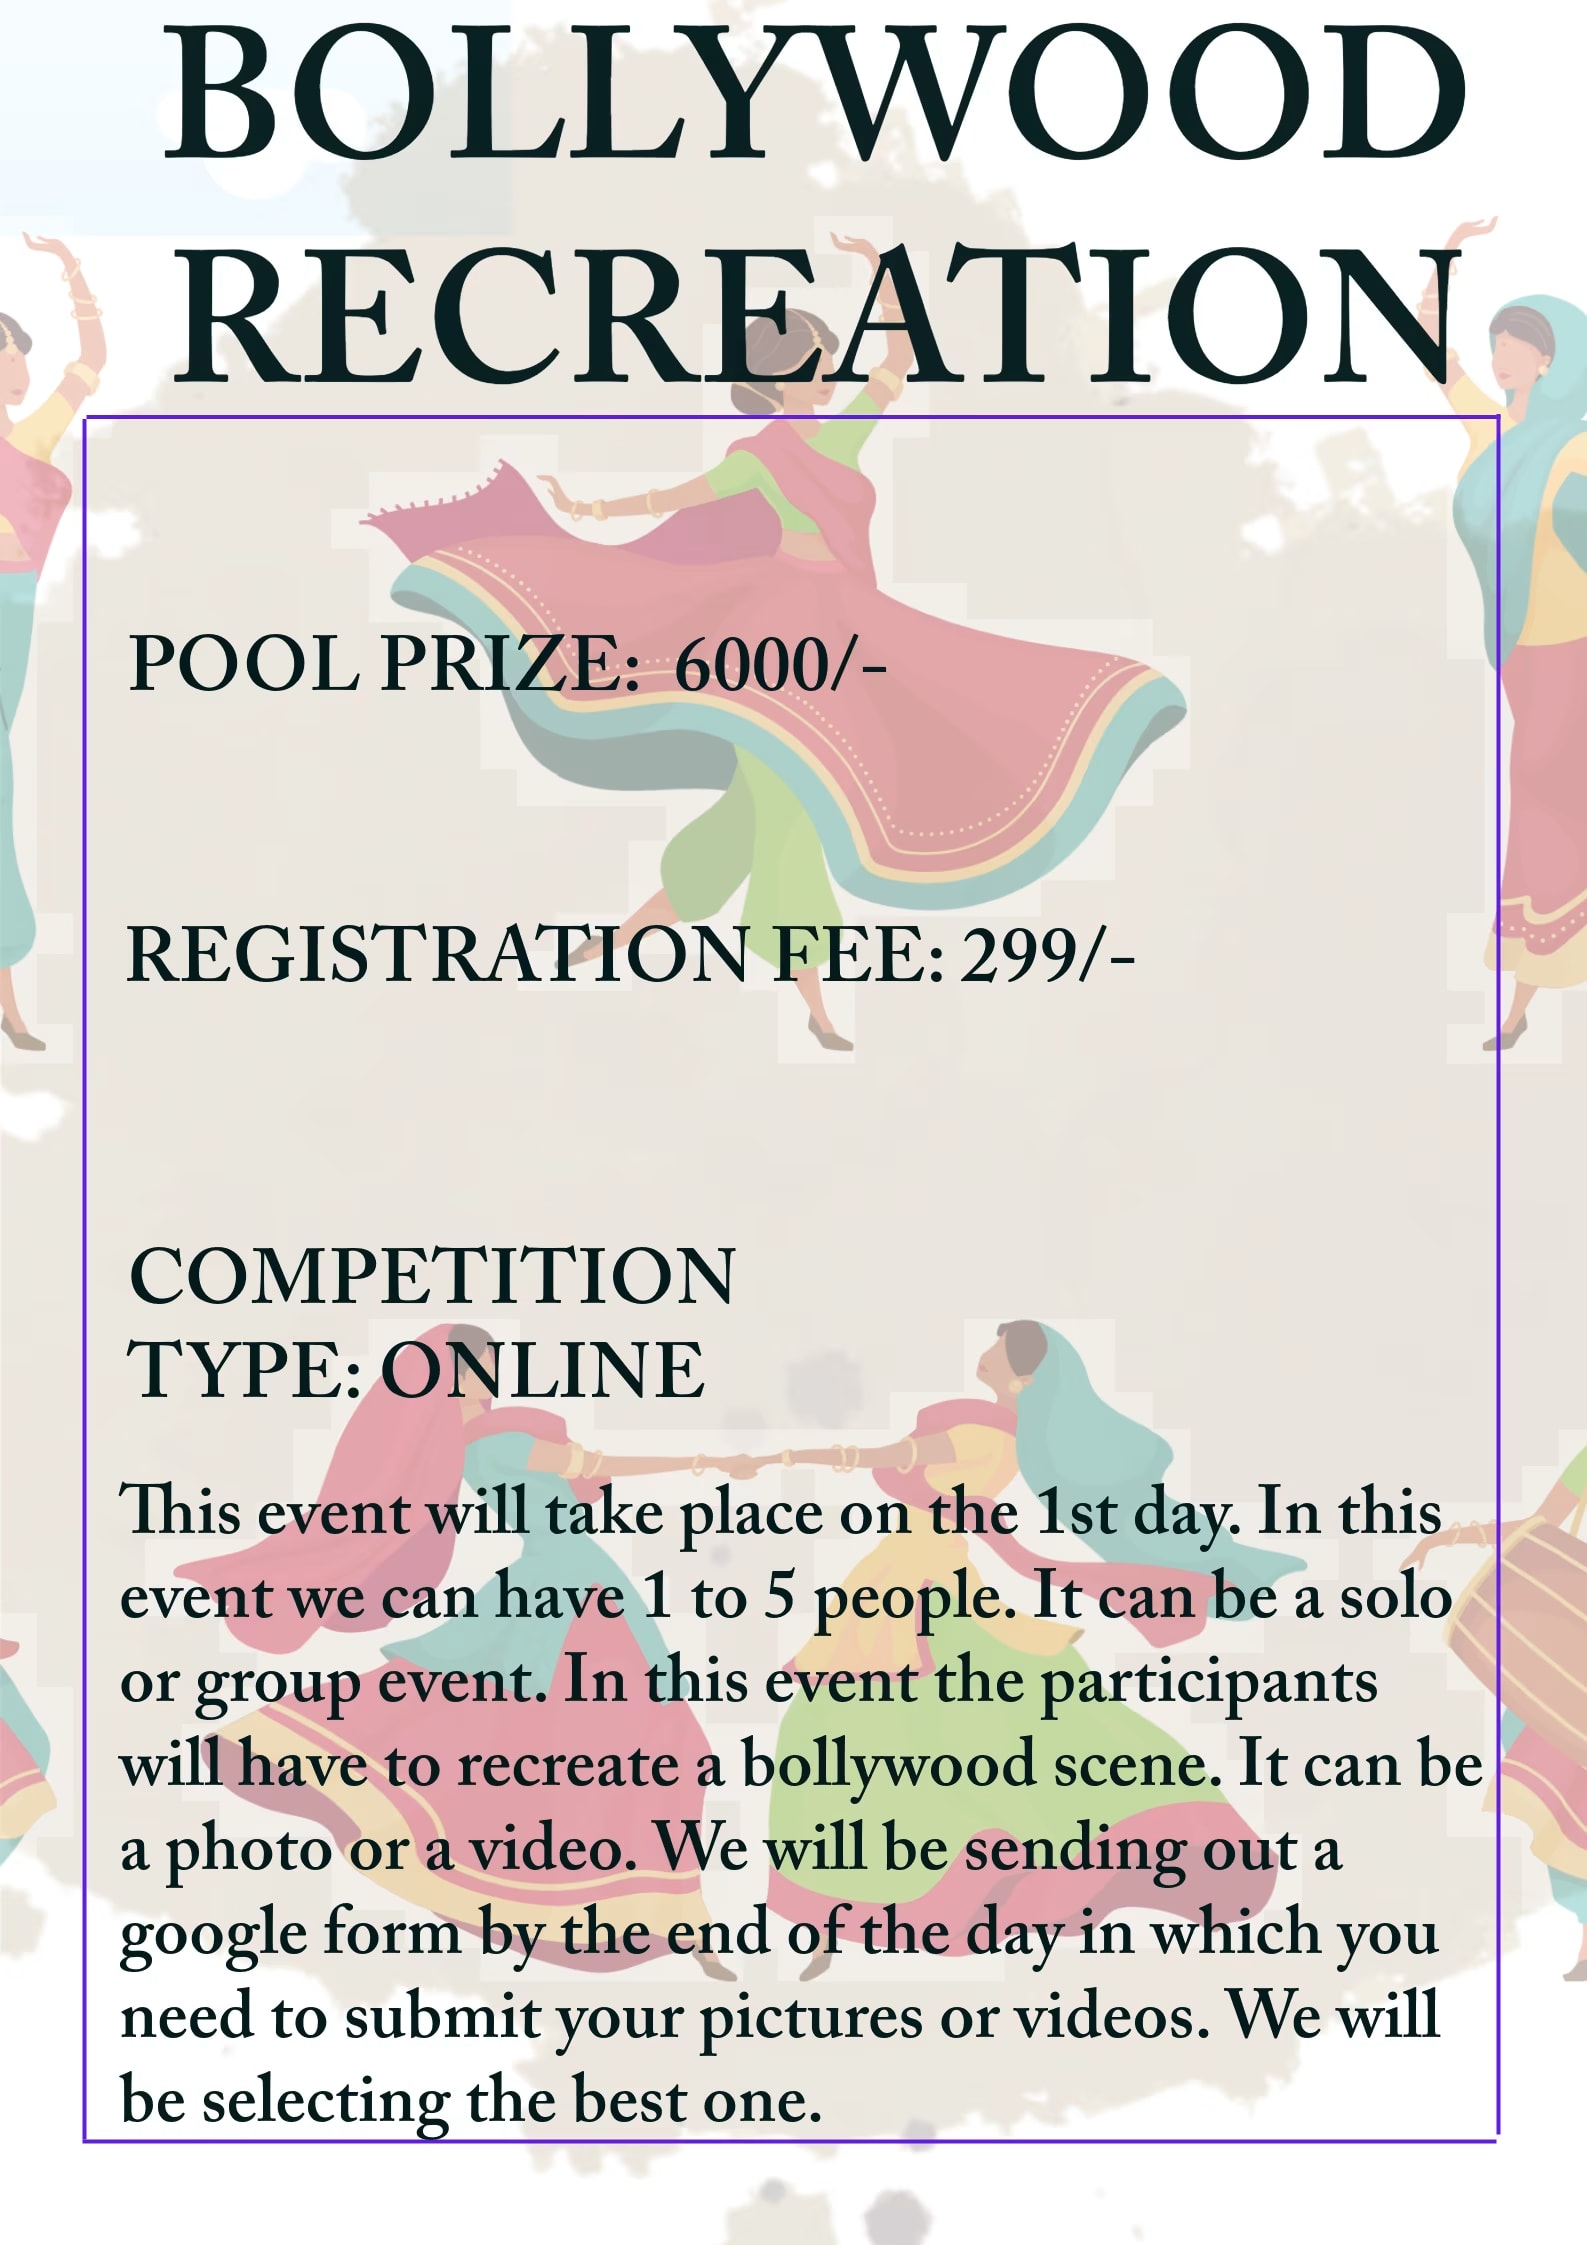 BOLLYWOOD
RECREATION
POOL PRIZE: 6000/-
REGISTRATION FEE: 299/-
COMPETITION
TYPE: ONLINE
This event will take place on the 1st day. In this
event we can have 1 to 5 people. It can be a solo
or group event. In this event the participants
will have to recreate a bollywood scene. It can be
a photo or a video. We will be sending out a
google form by the end of the day in which you
need to submit your pictures or videos. We will
be selecting the best one.